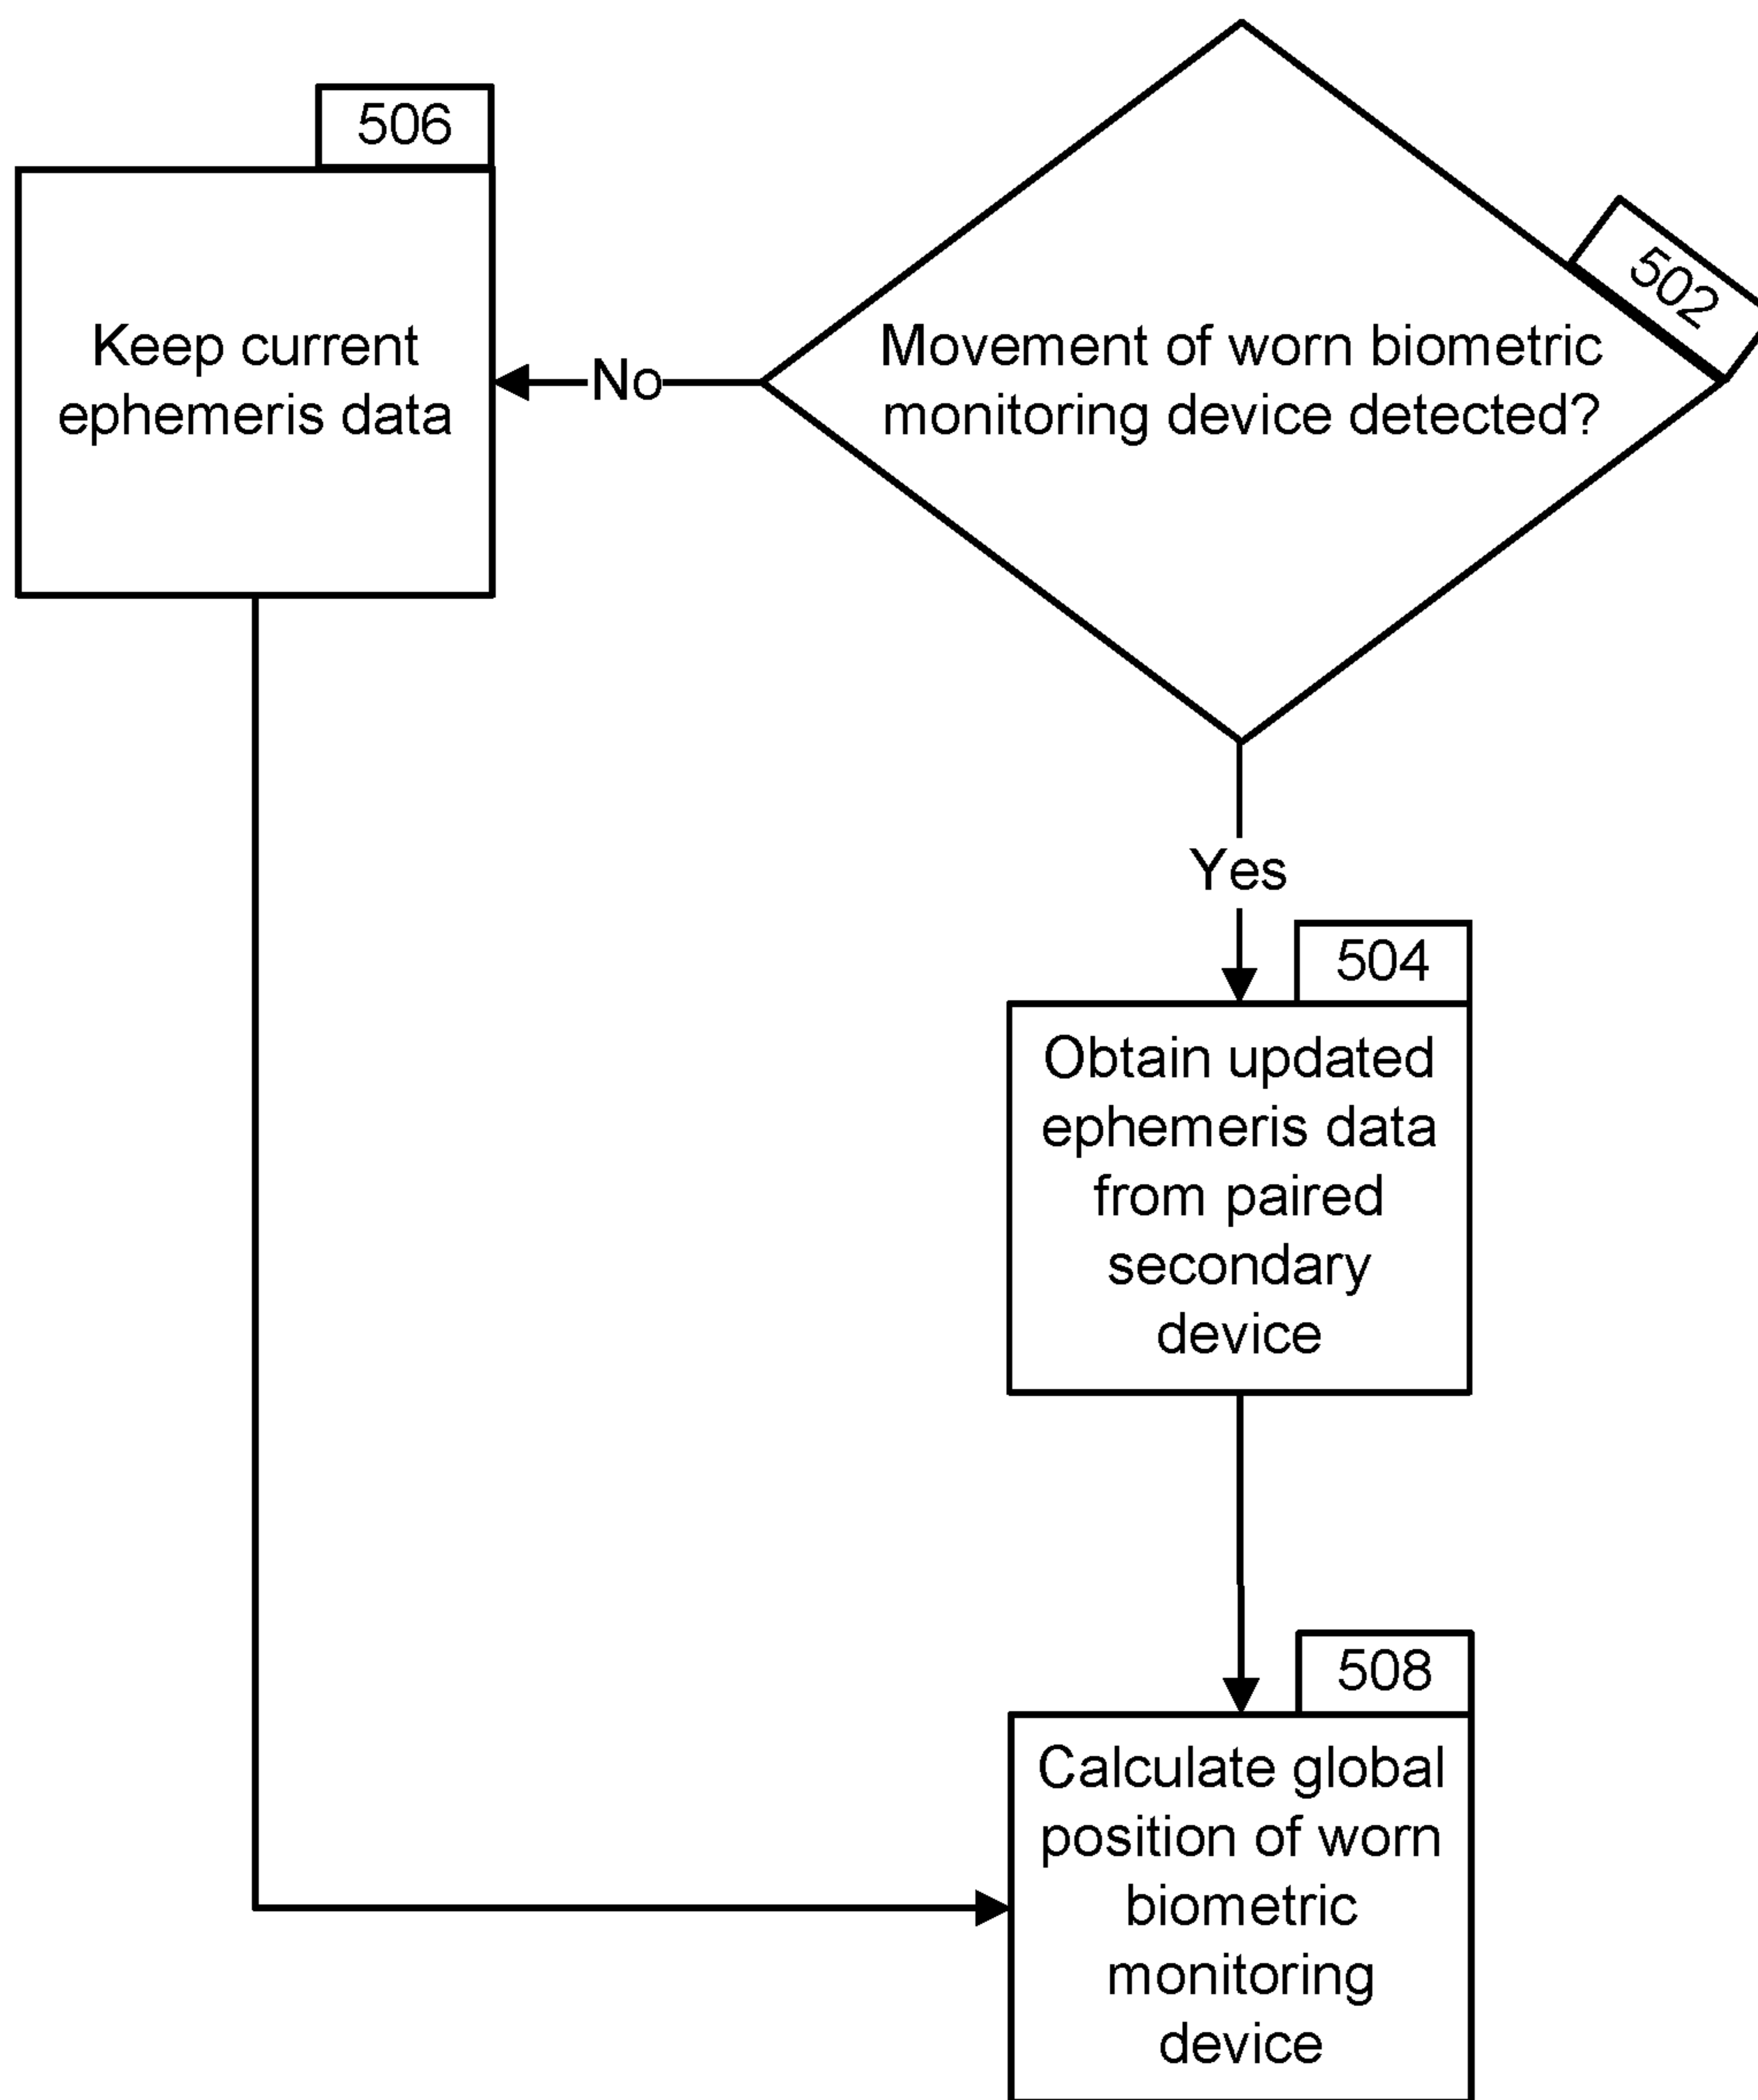 506
Keep current
ephemeris data
No
502
Movement of worn biometric
monitoring device detected?
Yes
504
Obtain updated
ephemeris data
from paired
secondary
device
508
Calculate global
position of worn
biometric
monitoring
device